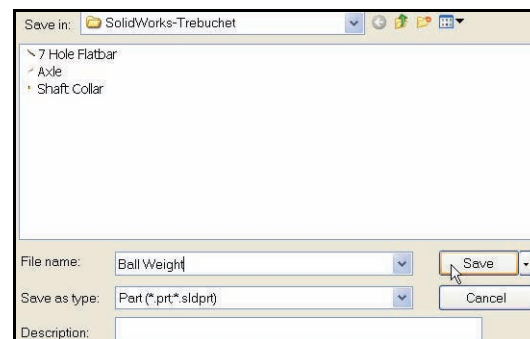 Save in: SolidWorks-Trebuchet
7 Hole Flatbar
Axle
Shaft Collar
File name: Ball Weight Save
Save as type: Part (*.prt;*.sldprt) Cancel
Description: